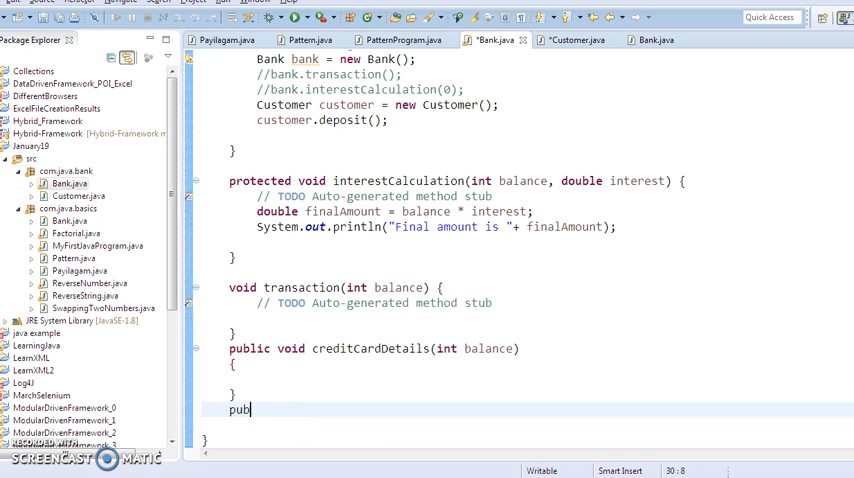 Quick Access
Package Explorer
Payilagam.java
Pattern.java
PatternProgram.java
*Bank.java
*Customer.java
Bank.java
Collections
DataDrivenFramework_POI_Excel
DifferentBrowsers
ExcelFileCreationResults
Hybrid_Framework
Hybrid-Framework [Hybrid-Framework m
January19
src
com.java.bank
Bank.java
Customer.java
com.java.basics
Bank.java
Factorial.java
MyFirstJavaProgram.java
Pattern.java
Payilagam.java
ReverseNumber.java
ReverseString.java
SwappingTwoNumbers.java
JRE System Library [JavaSE-1.8]
java example
LearningJava
LearnXML
LearnXML2
Log4J
MarchSelenium
ModularDrivenFramework_0
ModularDrivenFramework_1
ModularDrivenFramework_2
Bank bank = new Bank();
//bank.transaction();
//bank.interestCalculation(0);
Customer customer = new Customer();
customer.deposit();
}
protected void interestCalculation(int balance, double interest) {
// TODO Auto-generated method stub
double finalAmount = balance * interest;
System.out.println("Final amount is "+ finalAmount);
}
void transaction(int balance) {
// TODO Auto-generated method stub
}
public void creditCardDetails(int balance)
{
}
pub
}
RECORDED WITH
SCREENCAST MATIC
Writable
Smart Insert
30 : 8